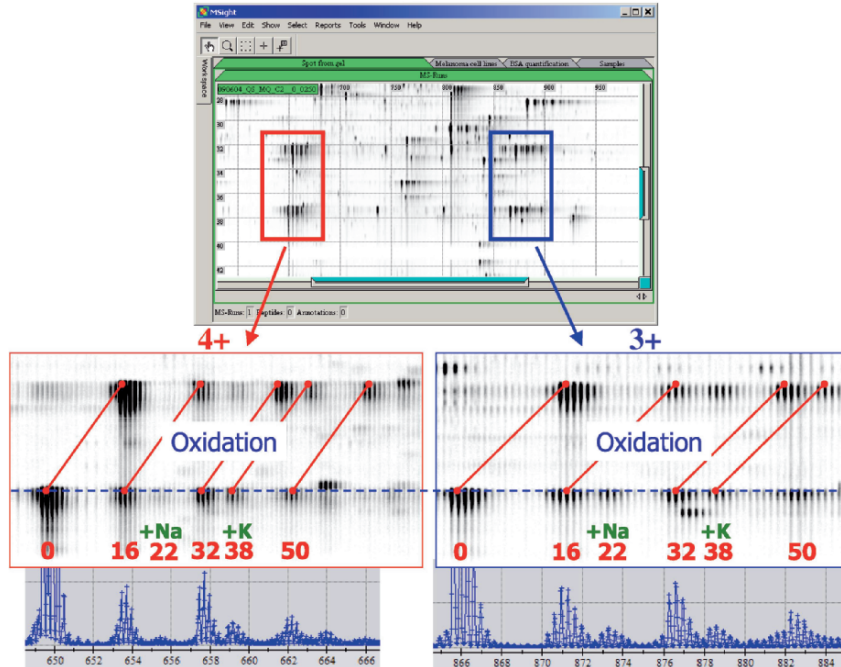 MSight
File View Edit Show Select Reports Tools Window Help
Workspace
Spot from gel Melanoma cell lines BSA quantification Samples
MS-Runs
700 800 850 900 950
30
32
34
36
38
40
42
MS-Runs: 1 Peptides 0 Annotations: 0
4+ 3+
Oxidation Oxidation
+Na +K +Na +K
0 16 22 32 38 50 0 16 22 32 38 50
650 652 654 656 658 660 662 664 666 866 868 870 872 874 876 878 880 882 884